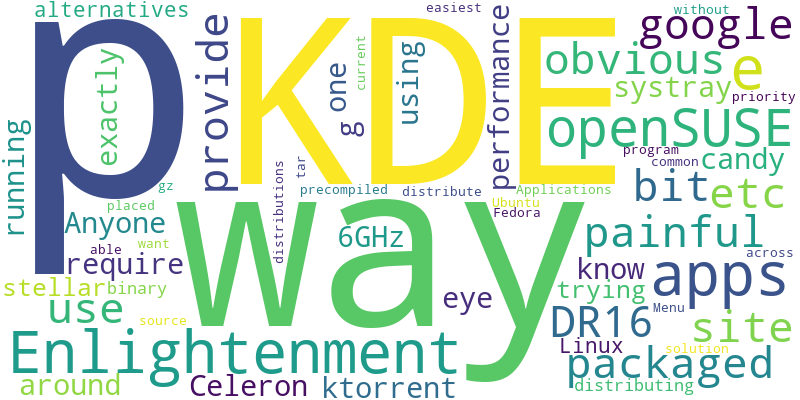 alternatives easiest without
p KDE google
provide performance
exactly g one current using
obvious e
systray priority
running openSUSE
tar program common candy
gz distributions precompiled distribute Applications bit etc
placed Ubuntu Fedora
Anyone way 6GHz painful
able want across
require know apps
stellar binary eye trying
use Menu
source DR16 site
Enlightenment Linux solution
packaged
around Celeron ktorrent distributing